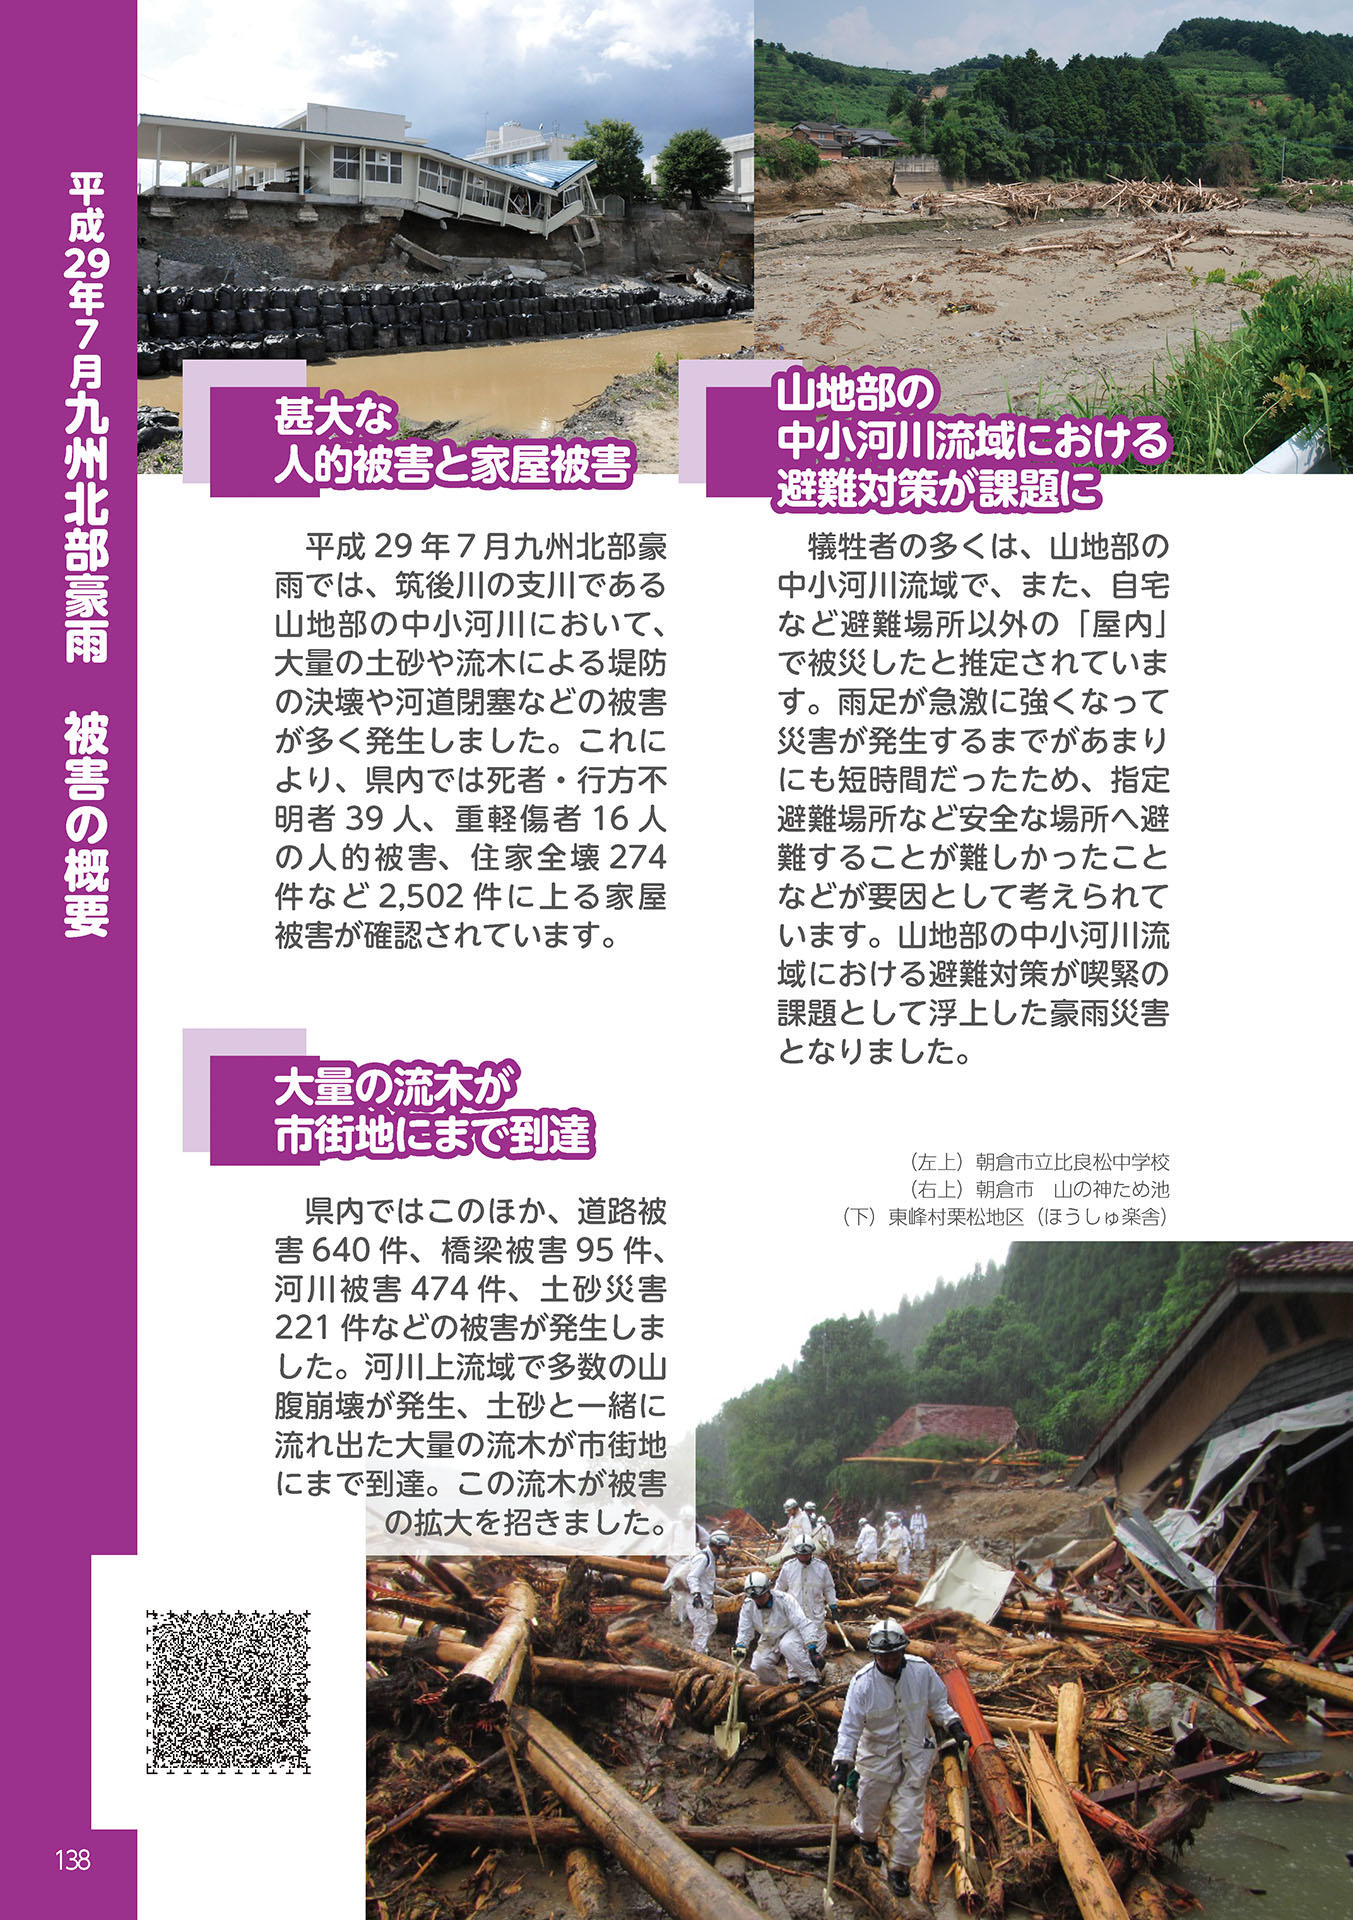 平成29年7月九州北部豪雨　被害の概要
甚大な
人的被害と家屋被害
平成29年7月九州北部豪
雨では、筑後川の支川である
山地部の中小河川において、
大量の土砂や流木による堤防
の決壊や河道閉塞などの被害
が多く発生しました。これに
より、県内では死者・行方不
明者39人、重軽傷者16人
の人的被害、住家全壊274
件など2,502件に上る家屋
被害が確認されています。
大量の流木が
市街地にまで到達
県内ではこのほか、道路被
害640件、橋梁被害95件、
河川被害474件、土砂災害
221件などの被害が発生しま
した。河川上流域で多数の山
腹崩壊が発生、土砂と一緒に
流れ出た大量の流木が市街地
にまで到達。この流木が被害
の拡大を招きました。
山地部の
中小河川流域における
避難対策が課題に
犠牲者の多くは、山地部の
中小河川流域で、また、自宅
など避難場所以外の「屋内」
で被災したと推定されていま
す。雨足が急激に強くなって
災害が発生するまでがあまり
にも短時間だったため、指定
避難場所など安全な場所へ避
難することが難しかったこと
などが要因として考えられて
います。山地部の中小河川流
域における避難対策が喫緊の
課題として浮上した豪雨災害
となりました。
（左上）朝倉市立比良松中学校
（右上）朝倉市　山の神ため池
（下）東峰村栗松地区（ほうしゅ楽舎）
138